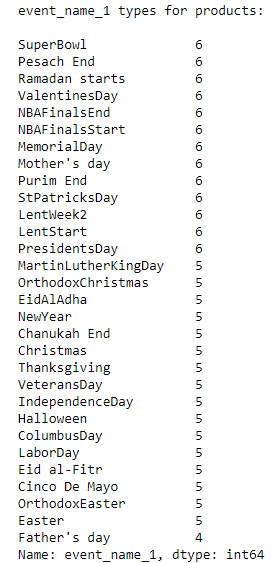 event_name_1 types for products:
SuperBowl 6
Pesach End 6
Ramadan starts 6
ValentinesDay 6
NBAFinalsEnd 6
NBAFinalsStart 6
MemorialDay 6
Mother's day 6
Purim End 6
StPatricksDay 6
LentWeek2 6
LentStart 6
PresidentsDay 6
MartinLutherKingDay 5
OrthodoxChristmas 5
EidAlAdha 5
NewYear 5
Chanukah End 5
Christmas 5
Thanksgiving 5
VeteransDay 5
IndependenceDay 5
Halloween 5
ColumbusDay 5
LaborDay 5
Eid al-Fitr 5
Cinco De Mayo 5
OrthodoxEaster 5
Easter 5
Father's day 4
Name: event_name_1, dtype: int64